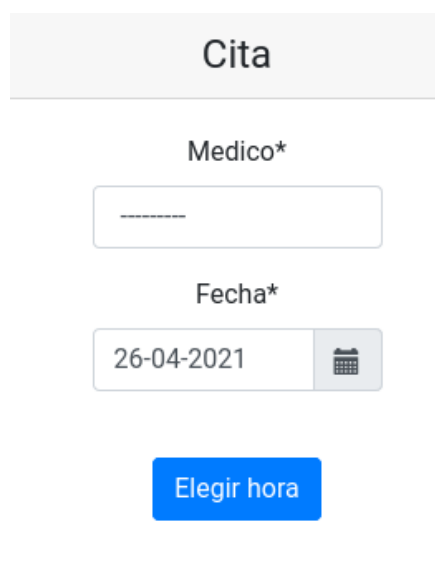 Cita
Medico*
---------
Fecha*
26-04-2021
Elegir hora